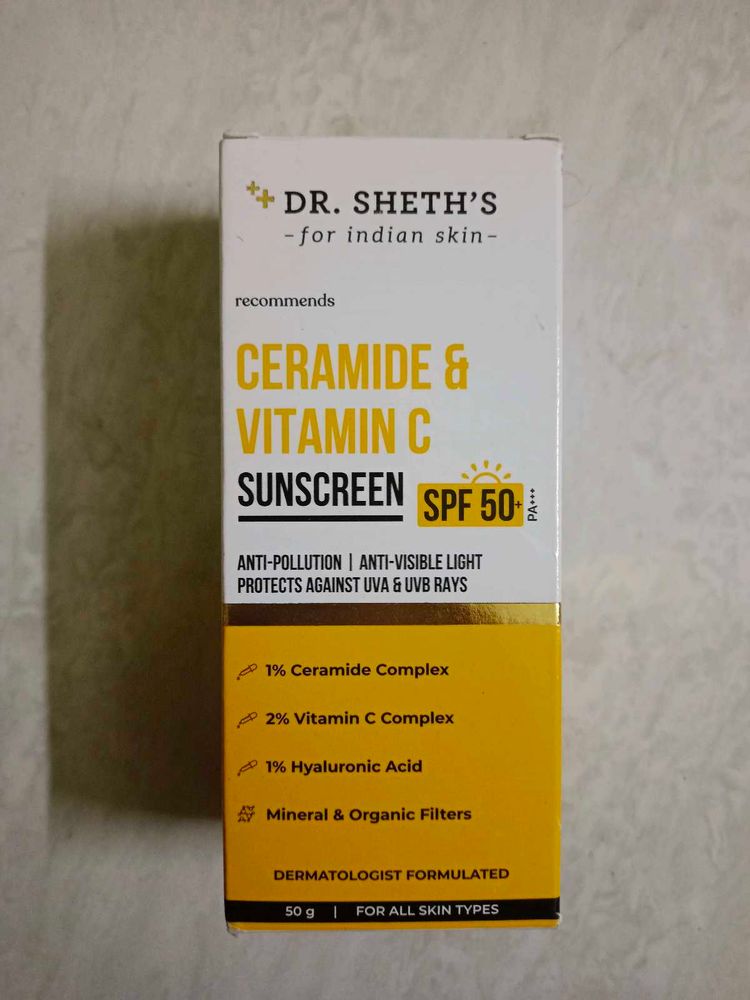 DR. SHETH'S
-for indian skin-
recommends
CERAMIDE &
VITAMIN C
SUNSCREEN
SPF 50+
PA+++
ANTI-POLLUTION | ANTI-VISIBLE LIGHT
PROTECTS AGAINST UVA & UVB RAYS
1% Ceramide Complex
2% Vitamin C Complex
1% Hyaluronic Acid
Mineral & Organic Filters
DERMATOLOGIST FORMULATED
50 g | FOR ALL SKIN TYPES